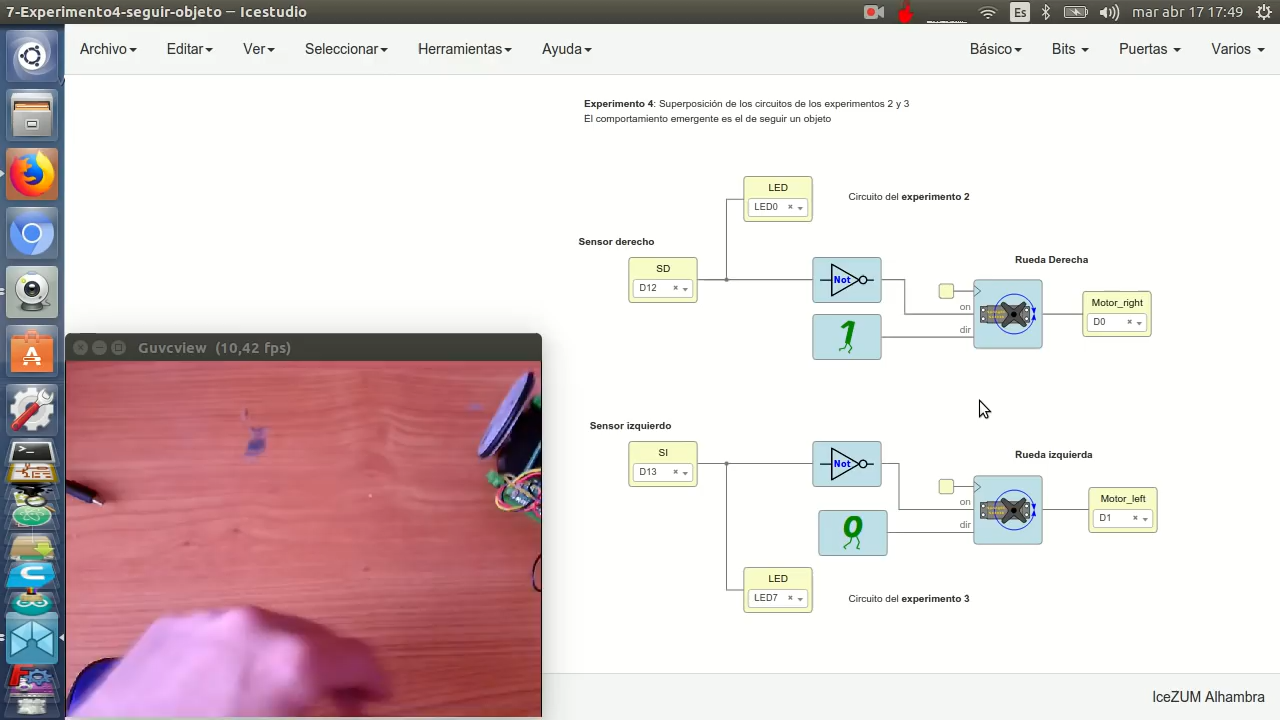 7-Experimento4-seguir-objeto — Icestudio
Es
mar abr 17 17:49
Archivo
Editar
Ver
Seleccionar
Herramientas
Ayuda
Básico
Bits
Puertas
Varios
Experimento 4: Superposición de los circuitos de los experimentos 2 y 3
El comportamiento emergente es el de seguir un objeto
LED
LED0
Circuito del experimento 2
Sensor derecho
SD
D12
Not
1
Rueda Derecha
on
dir
Motor_right
D0
Guvcview (10,42 fps)
Sensor izquierdo
SI
D13
Not
0
Rueda izquierda
on
dir
Motor_left
D1
LED
LED7
Circuito del experimento 3
IceZUM Alhambra